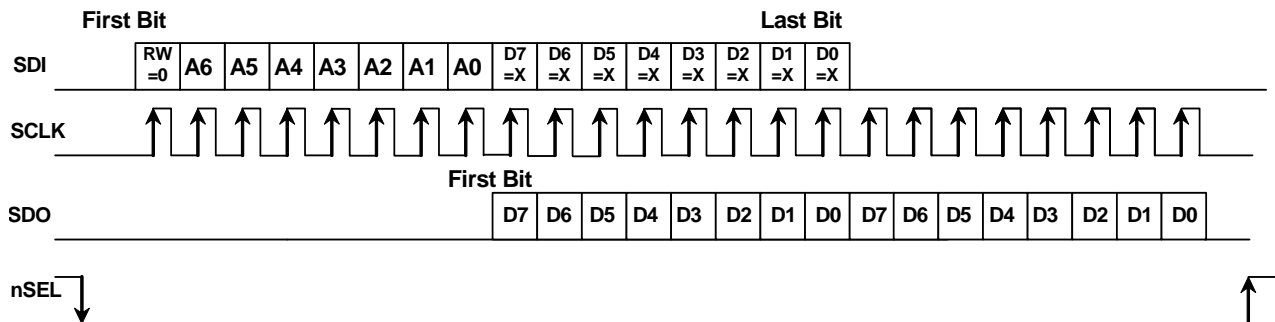 First Bit Last Bit
SDI RW =0 A6 A5 A4 A3 A2 A1 A0 D7 =X D6 =X D5 =X D4 =X D3 =X D2 =X D1 =X D0 =X
SCLK
First Bit
SDO D7 D6 D5 D4 D3 D2 D1 D0 D7 D6 D5 D4 D3 D2 D1 D0
nSEL